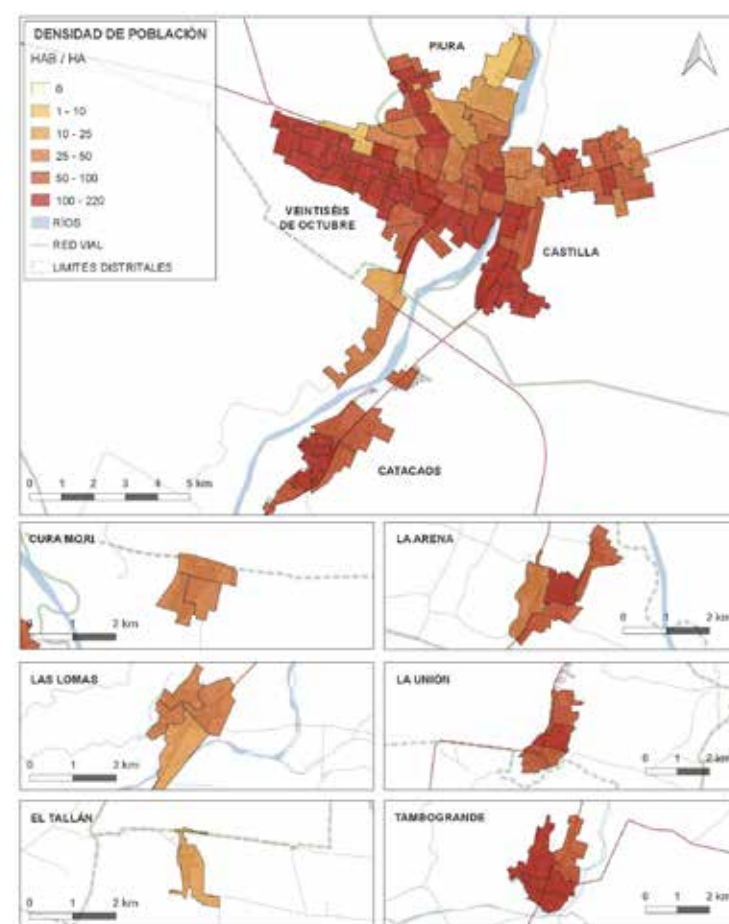 DENSIDAD DE POBLACIÓN
HAB / HA
0
1 - 10
10 - 25
25 - 50
50 - 100
100 - 220
RÍOS
RED VIAL
LIMITES DISTRITALES
PIURA
VEINTISÉIS
DE OCTUBRE
CASTILLA
CATACAOS
0 1 2 3 4 5 km
CURA MORI
0 1 2 km
LA ARENA
0 1 2 km
LAS LOMAS
0 1 2 km
LA UNIÓN
0 1 2 km
EL TALLÁN
0 1 2 km
TAMBOGRANDE
0 1 2 km